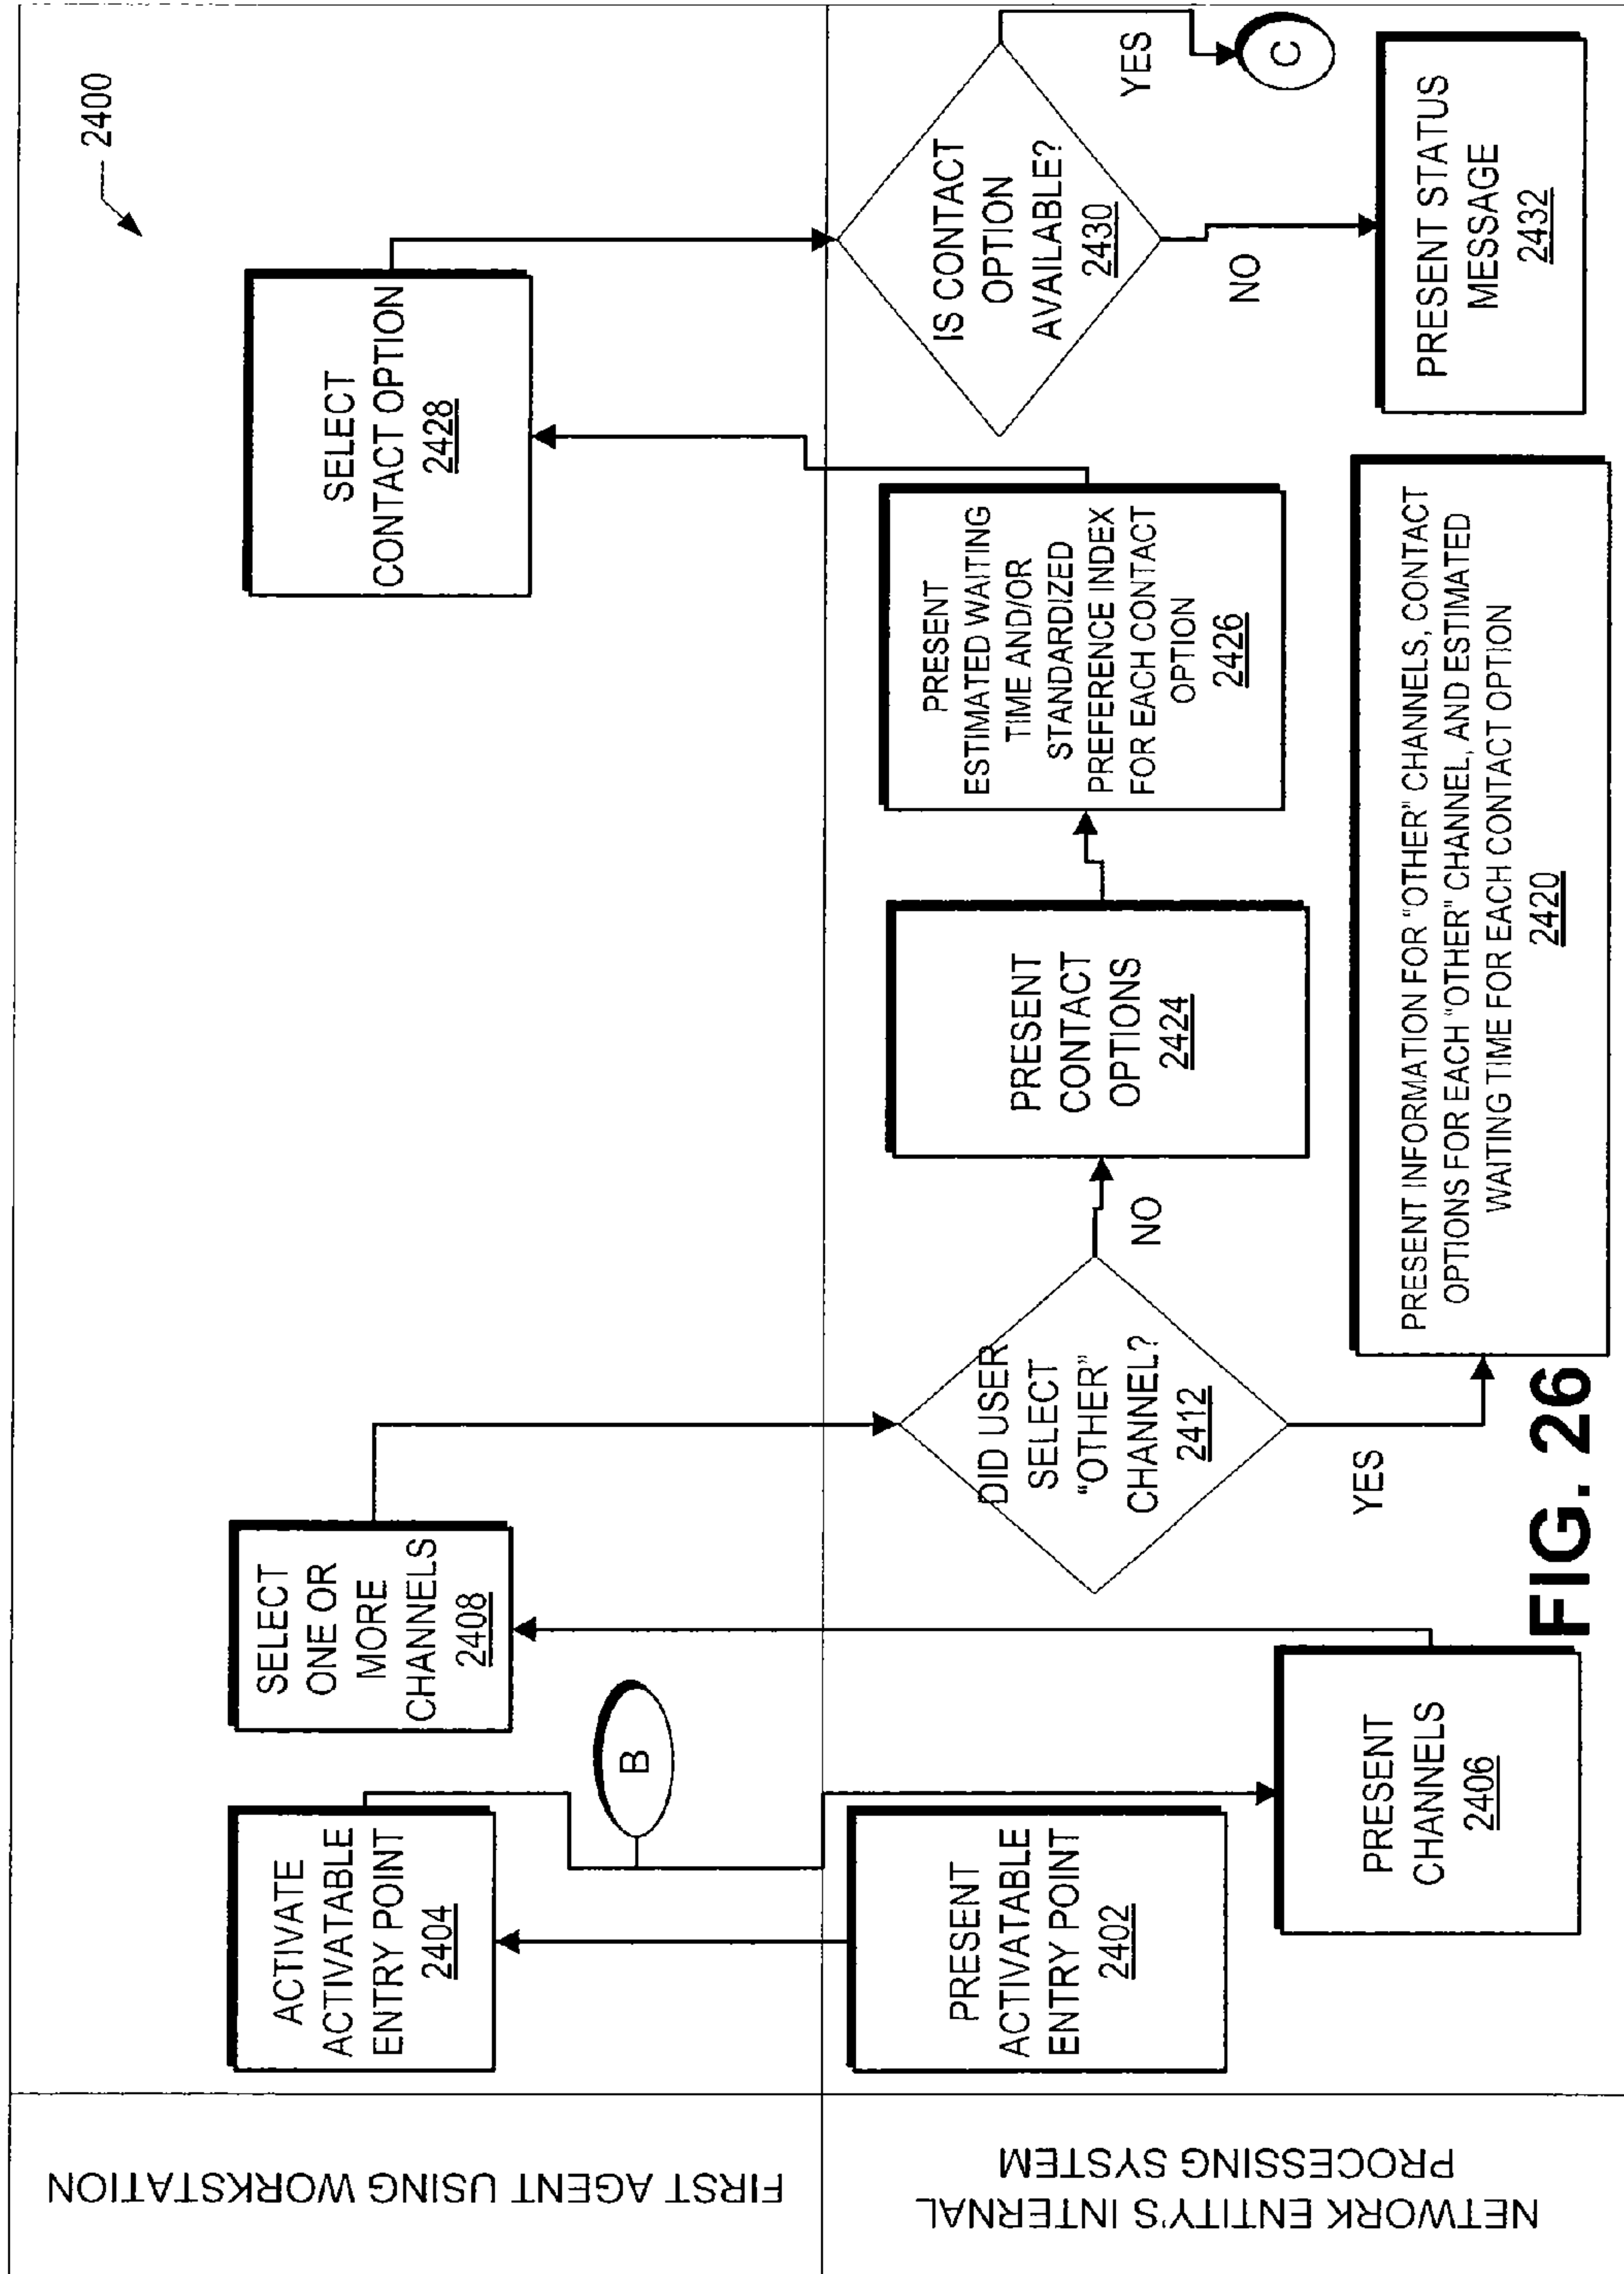 2400
FIRST AGENT USING WORKSTATION
ACTIVATE
ACTIVATABLE
ENTRY POINT
2404
B
SELECT
ONE OR
MORE
CHANNELS
2408
SELECT
CONTACT OPTION
2428
NETWORK ENTITY'S INTERNAL
PROCESSING SYSTEM
PRESENT
ACTIVATABLE
ENTRY POINT
2402
PRESENT
CHANNELS
2406
DID USER
SELECT
"OTHER"
CHANNEL?
2412
NO
YES
PRESENT
CONTACT
OPTIONS
2424
PRESENT
ESTIMATED WAITING
TIME AND/OR
STANDARDIZED
PREFERENCE INDEX
FOR EACH CONTACT
OPTION
2426
PRESENT INFORMATION FOR "OTHER" CHANNELS, CONTACT
OPTIONS FOR EACH "OTHER" CHANNEL, AND ESTIMATED
WAITING TIME FOR EACH CONTACT OPTION
2420
IS CONTACT
OPTION
AVAILABLE?
2430
YES
C
NO
PRESENT STATUS
MESSAGE
2432
FIG. 26